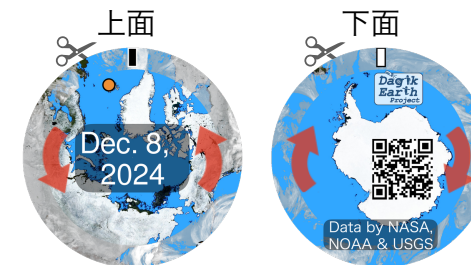 上面
下面
Dec. 8,
2024
Dagik
Earth
Project
Data by NASA,
NOAA & USGS